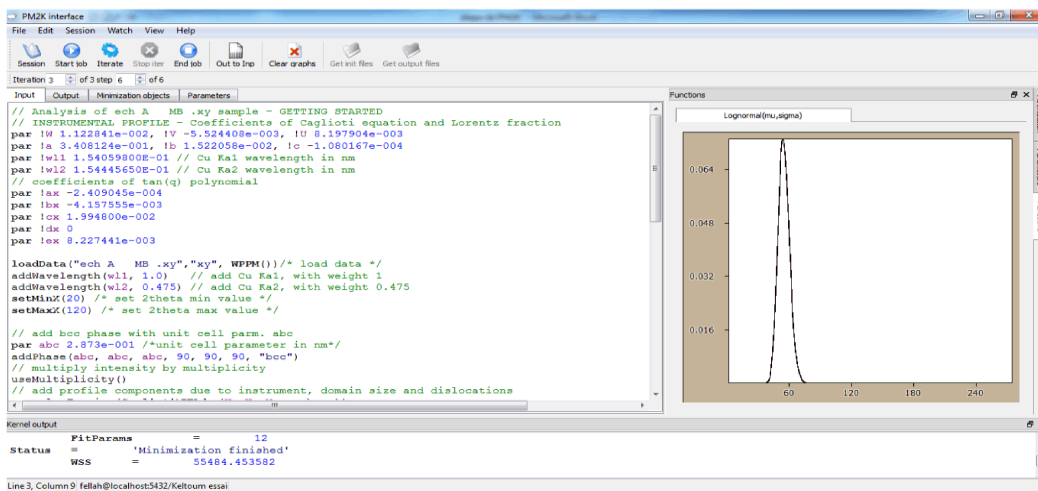 PM2K interface
File Edit Session Watch View Help
Session Start job Iterate Stop iter End job Out to Inp Clear graphs Get init files Get output files
Iteration 3 of 3 step 6 of 6
Input Output Minimization objects Parameters
// Analysis of ech A   MB .xy sample - GETTING STARTED
// INSTRUMENTAL PROFILE - Coefficients of Caglioti equation and Lorentz fraction
par !W 1.122841e-002, !V -5.524408e-003, !U 8.197904e-003
par !a 3.408124e-001, !b 1.522058e-002, !c -1.080167e-004
par !wl1 1.54059800E-01 // Cu Ka1 wavelength in nm
par !wl2 1.54445650E-01 // Cu Ka2 wavelength in nm
// coefficients of tan(q) polynomial
par !ax -2.409045e-004
par !bx -4.157555e-003
par !cx 1.994800e-002
par !dx 0
par !ex 8.227441e-003
loadData("ech A   MB .xy","xy", WPPM())/* load data */
addWavelength(wl1, 1.0)   // add Cu Ka1, with weight 1
addWavelength(wl2, 0.475) // add Cu Ka2, with weight 0.475
setMinX(20) /* set 2theta min value */
setMaxX(120) /* set 2theta max value */
// add bcc phase with unit cell parm. abc
par abc 2.873e-001 /*unit cell parameter in nm*/
addPhase(abc, abc, abc, 90, 90, 90, "bcc")
// multiply intensity by multiplicity
useMultiplicity()
// add profile components due to instrument, domain size and dislocations
Functions
Lognormal(mu,sigma)
0.064
0.048
0.032
0.016
60 120 180 240
Kernel output
FitParams = 12
Status = 'Minimization finished'
WSS = 55484.453582
Line 3, Column 9 fellah@localhost:5432/Keltoum essai